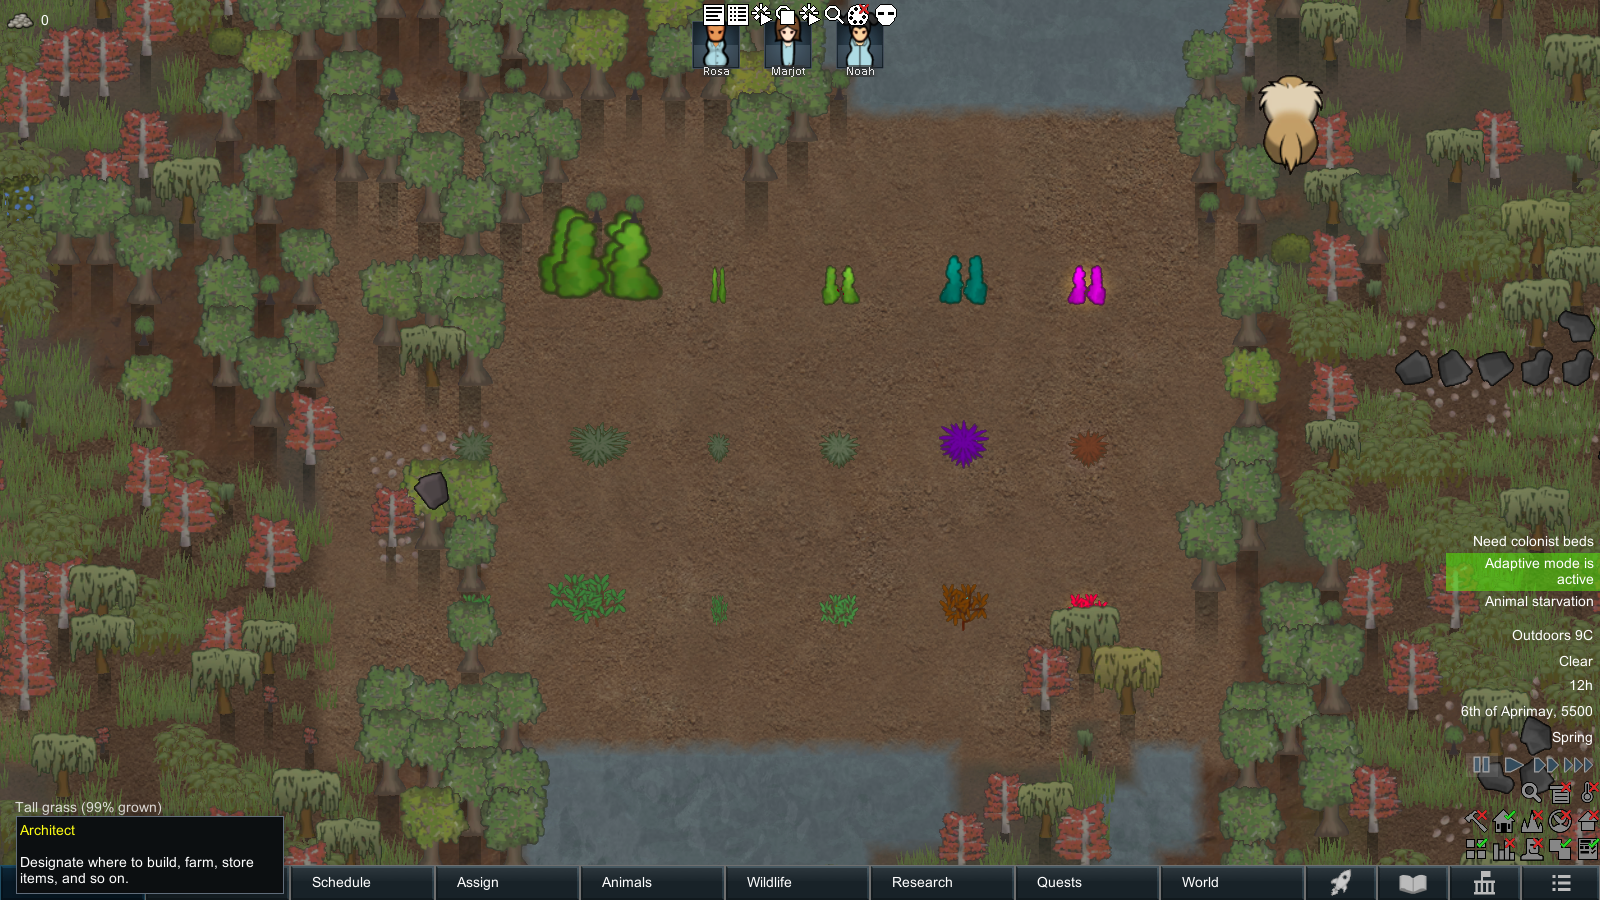 0
Rosa
Marjot
Noah
Need colonist beds
Adaptive mode is
active
Animal starvation
Outdoors 9C
Clear
12h
6th of Aprimay, 5500
Spring
Tall grass (99% grown)
Architect
Designate where to build, farm, store
items, and so on.
Schedule
Assign
Animals
Wildlife
Research
Quests
World